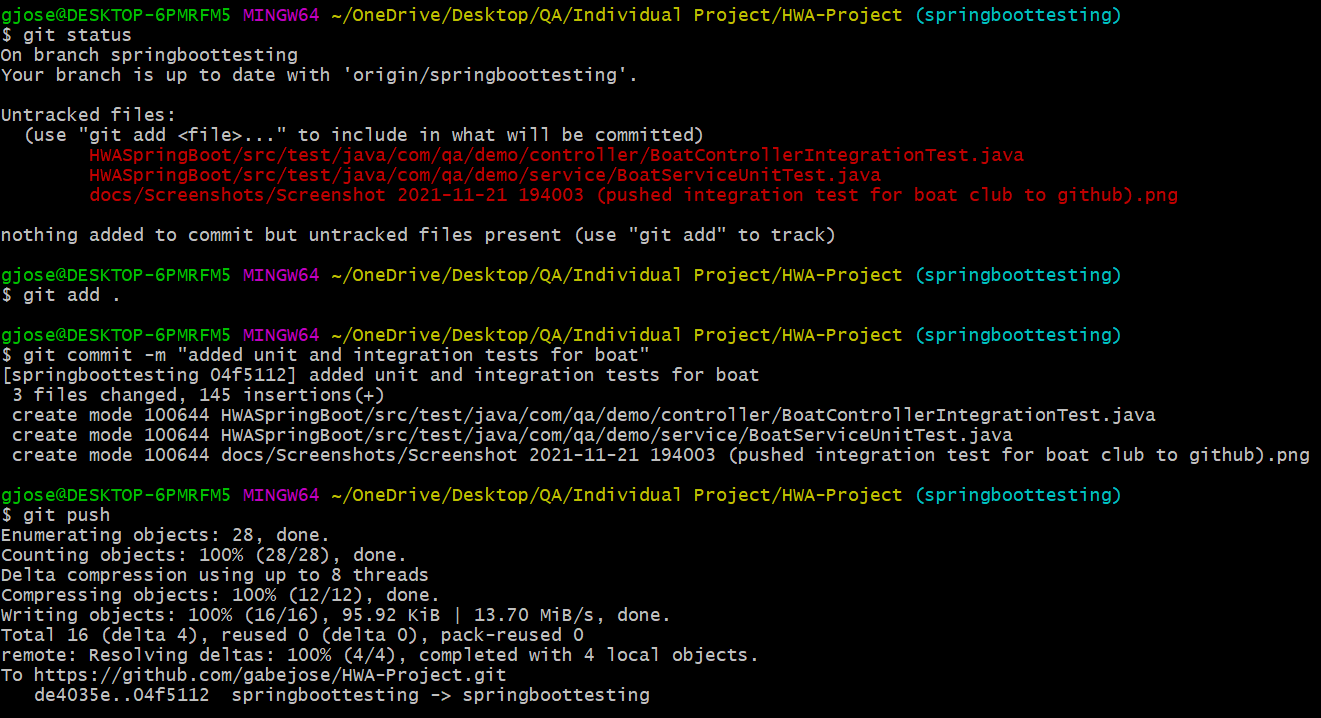 gjose@DESKTOP-6PMRFM5 MINGW64 ~/OneDrive/Desktop/QA/Individual Project/HWA-Project (springboottesting)
$ git status
On branch springboottesting
Your branch is up to date with 'origin/springboottesting'.
Untracked files:
  (use "git add <file>..." to include in what will be committed)
        HWASpringBoot/src/test/java/com/qa/demo/controller/BoatControllerIntegrationTest.java
        HWASpringBoot/src/test/java/com/qa/demo/service/BoatServiceUnitTest.java
        docs/Screenshots/Screenshot 2021-11-21 194003 (pushed integration test for boat club to github).png
nothing added to commit but untracked files present (use "git add" to track)
gjose@DESKTOP-6PMRFM5 MINGW64 ~/OneDrive/Desktop/QA/Individual Project/HWA-Project (springboottesting)
$ git add .
gjose@DESKTOP-6PMRFM5 MINGW64 ~/OneDrive/Desktop/QA/Individual Project/HWA-Project (springboottesting)
$ git commit -m "added unit and integration tests for boat"
[springboottesting 04f5112] added unit and integration tests for boat
 3 files changed, 145 insertions(+)
 create mode 100644 HWASpringBoot/src/test/java/com/qa/demo/controller/BoatControllerIntegrationTest.java
 create mode 100644 HWASpringBoot/src/test/java/com/qa/demo/service/BoatServiceUnitTest.java
 create mode 100644 docs/Screenshots/Screenshot 2021-11-21 194003 (pushed integration test for boat club to github).png
gjose@DESKTOP-6PMRFM5 MINGW64 ~/OneDrive/Desktop/QA/Individual Project/HWA-Project (springboottesting)
$ git push
Enumerating objects: 28, done.
Counting objects: 100% (28/28), done.
Delta compression using up to 8 threads
Compressing objects: 100% (12/12), done.
Writing objects: 100% (16/16), 95.92 KiB | 13.70 MiB/s, done.
Total 16 (delta 4), reused 0 (delta 0), pack-reused 0
remote: Resolving deltas: 100% (4/4), completed with 4 local objects.
To https://github.com/gabejose/HWA-Project.git
   de4035e..04f5112  springboottesting -> springboottesting